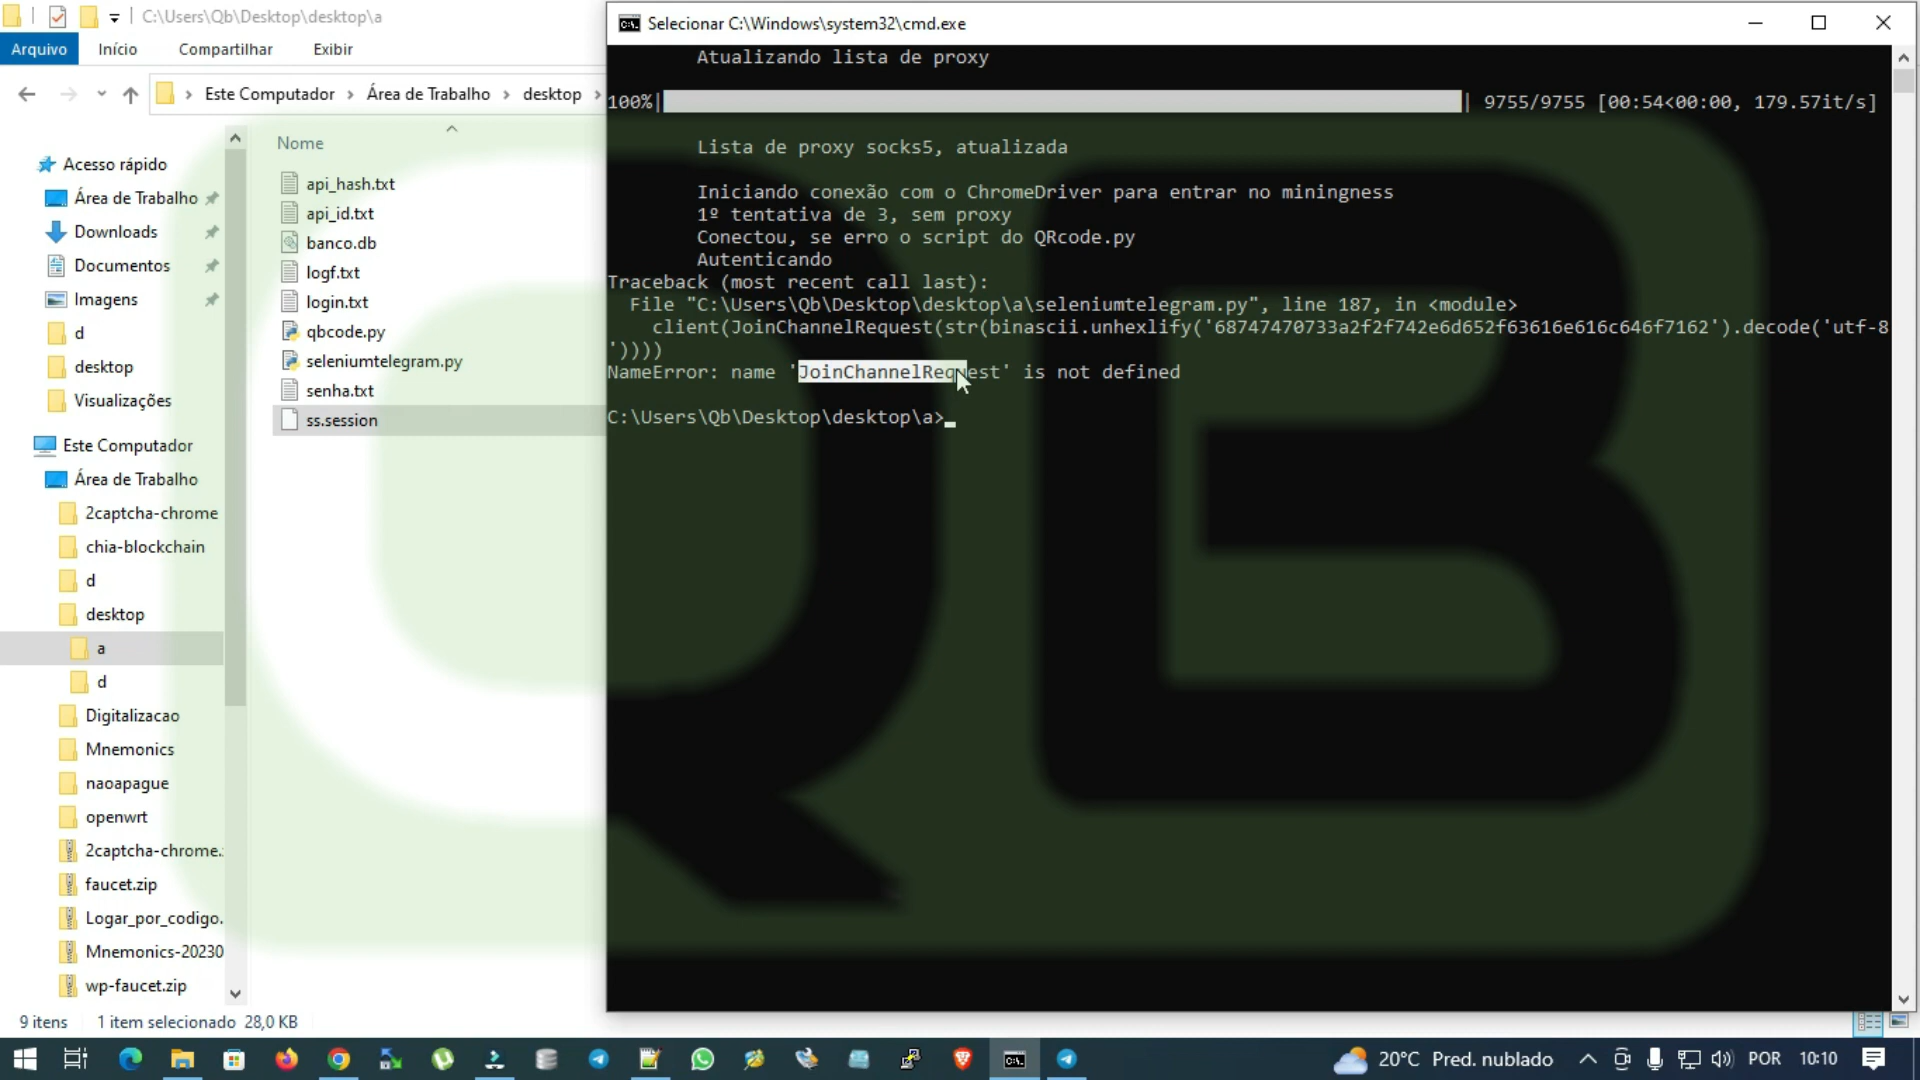 C:\Users\Qb\Desktop\desktop\a
Arquivo
Início
Compartilhar
Exibir
Este Computador
Área de Trabalho
desktop
Nome
Acesso rápido
Área de Trabalho
Downloads
Documentos
Imagens
d
desktop
Visualizações
Este Computador
Área de Trabalho
2captcha-chrome
chia-blockchain
d
desktop
a
d
Digitalizacao
Mnemonics
naoapague
openwrt
2captcha-chrome.
faucet.zip
Logar_por_codigo.
Mnemonics-20230
wp-faucet.zip
api_hash.txt
api_id.txt
banco.db
logf.txt
login.txt
qbcode.py
seleniumtelegram.py
senha.txt
ss.session
9 itens
1 item selecionado 28,0 KB
Selecionar C:\Windows\system32\cmd.exe
Atualizando lista de proxy
100%| | 9755/9755 [00:54<00:00, 179.57it/s]
Lista de proxy socks5, atualizada
Iniciando conexão com o ChromeDriver para entrar no miningness
1º tentativa de 3, sem proxy
Conectou, se erro o script do QRcode.py
Autenticando
Traceback (most recent call last):
File "C:\Users\Qb\Desktop\desktop\a\seleniumtelegram.py", line 187, in <module>
client(JoinChannelRequest(str(binascii.unhexlify('68747470733a2f2f742e6d652f63616e616c646f7162').decode('utf-8
'))))
NameError: name 'JoinChannelRequest' is not defined
C:\Users\Qb\Desktop\desktop\a>
QB
20°C Pred. nublado
POR
10:10